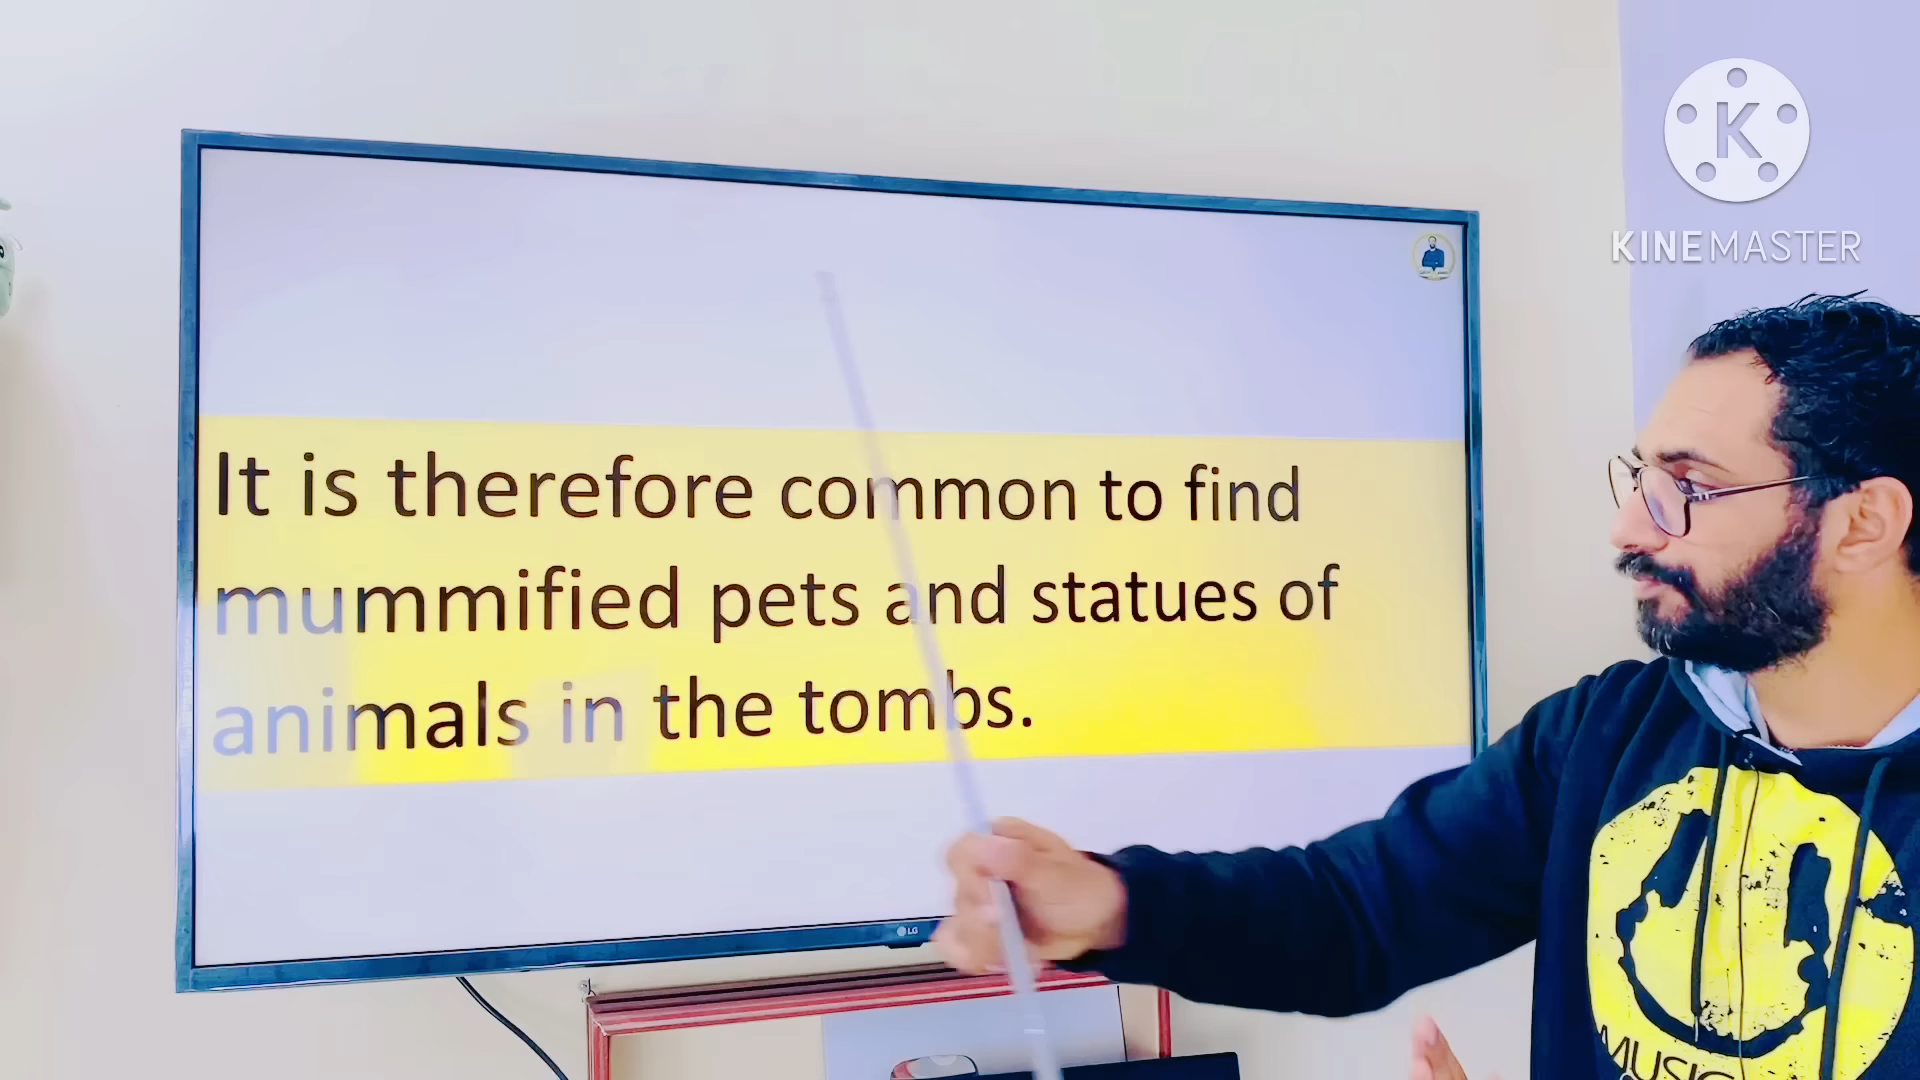 KINEMASTER
It is therefore common to find
mummified pets and statues of
animals in the tombs.
LG
MUSIC